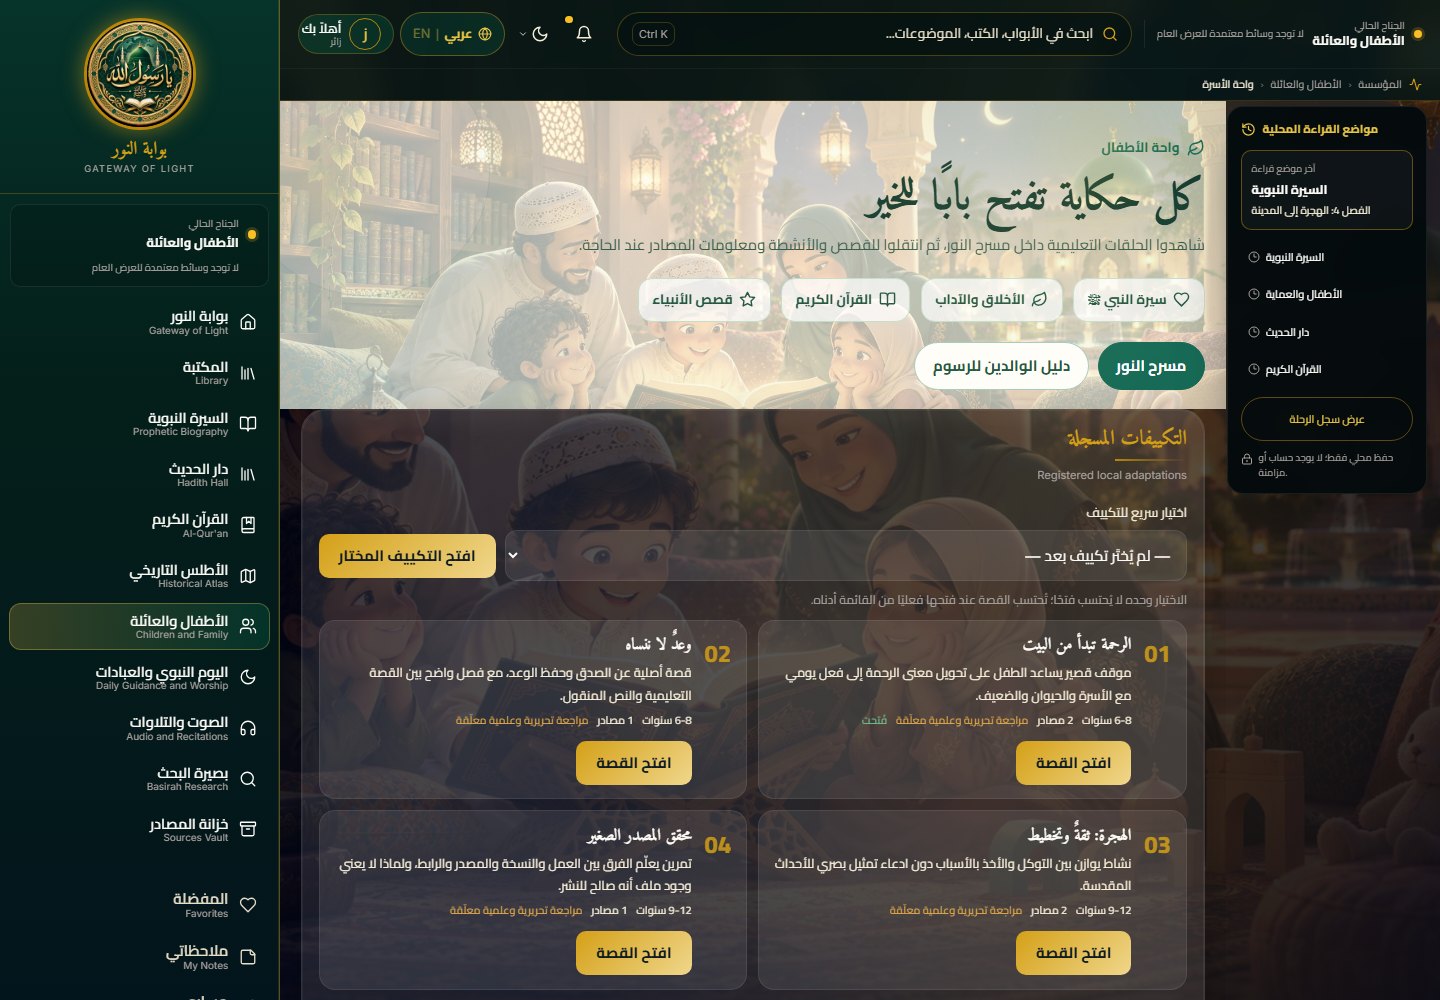 يا رسول الله
بوابة النور
GATEWAY OF LIGHT
الجناح الحالي
الأطفال والعائلة
لا توجد وسائط معتمدة للعرض العام
بوابة النور
Gateway of Light
المكتبة
Library
السيرة النبوية
Prophetic Biography
دار الحديث
Hadith Hall
القرآن الكريم
Al-Qur'an
الأطلس التاريخي
Historical Atlas
الأطفال والعائلة
Children and Family
اليوم النبوي والعبادات
Daily Guidance and Worship
الصوت والتلاوات
Audio and Recitations
بصيرة البحث
Basirah Research
خزانة المصادر
Sources Vault
المفضلة
Favorites
ملاحظاتي
My Notes
الجناح الحالي
الأطفال والعائلة
لا توجد وسائط معتمدة للعرض العام
ابحث في الأبواب، الكتب، الموضوعات...
Ctrl K
عربي | EN
ز
أهلاً بك
زائر
المؤسسة › الأطفال والعائلة › واحة الأسرة
مواضع القراءة المحلية
آخر موضع قراءة
السيرة النبوية
الفصل 4: الهجرة إلى المدينة
السيرة النبوية
الأطفال والعماية
دار الحديث
القرآن الكريم
عرض سجل الرحلة
حفظ محلي فقط؛ لا يوجد حساب أو
مزامنة.
واحة الأطفال
كل حكاية تفتح بابًا للخير
شاهدوا الحلقات التعليمية داخل مسرح النور، ثم انتقلوا للقصص والأنشطة ومعلومات المصادر عند الحاجة.
سيرة النبي ﷺ
الأخلاق والآداب
القرآن الكريم
قصص الأنبياء
مسرح النور
دليل الوالدين للرسوم
التكييفات المسجلة
Registered local adaptations
اختيار سريع للتكييف
— لم يُختَر تكييف بعد —
افتح التكييف المختار
الاختيار وحده لا يُحتسب فتحًا؛ تُحتسب القصة عند فتحها فعليًا من القائمة أدناه.
01
الرحمة تبدأ من البيت
موقف قصير يساعد الطفل على تحويل معنى الرحمة إلى فعل يومي
مع الأسرة والحيوان والضعيف.
6-8 سنوات 2 مصادر مراجعة تحريرية وعلمية معلّقة فُتحت
افتح القصة
02
وعدٌ لا ننساه
قصة أصلية عن الصدق وحفظ الوعد، مع فصل واضح بين القصة
التعليمية والنص المنقول.
6-8 سنوات 1 مصادر مراجعة تحريرية وعلمية معلّقة
افتح القصة
03
الهجرة: ثقةٌ وتخطيط
نشاط يوازن بين التوكل والأخذ بالأسباب دون ادعاء تمثيل بصري للأحداث
المقدسة.
9-12 سنوات 2 مصادر مراجعة تحريرية وعلمية معلّقة
افتح القصة
04
محقق المصدر الصغير
تمرين يعلّم الفرق بين العمل والنسخة والمصدر والرابط، ولماذا لا يعني
وجود ملف أنه صالح للنشر.
9-12 سنوات 1 مصادر مراجعة تحريرية وعلمية معلّقة
افتح القصة